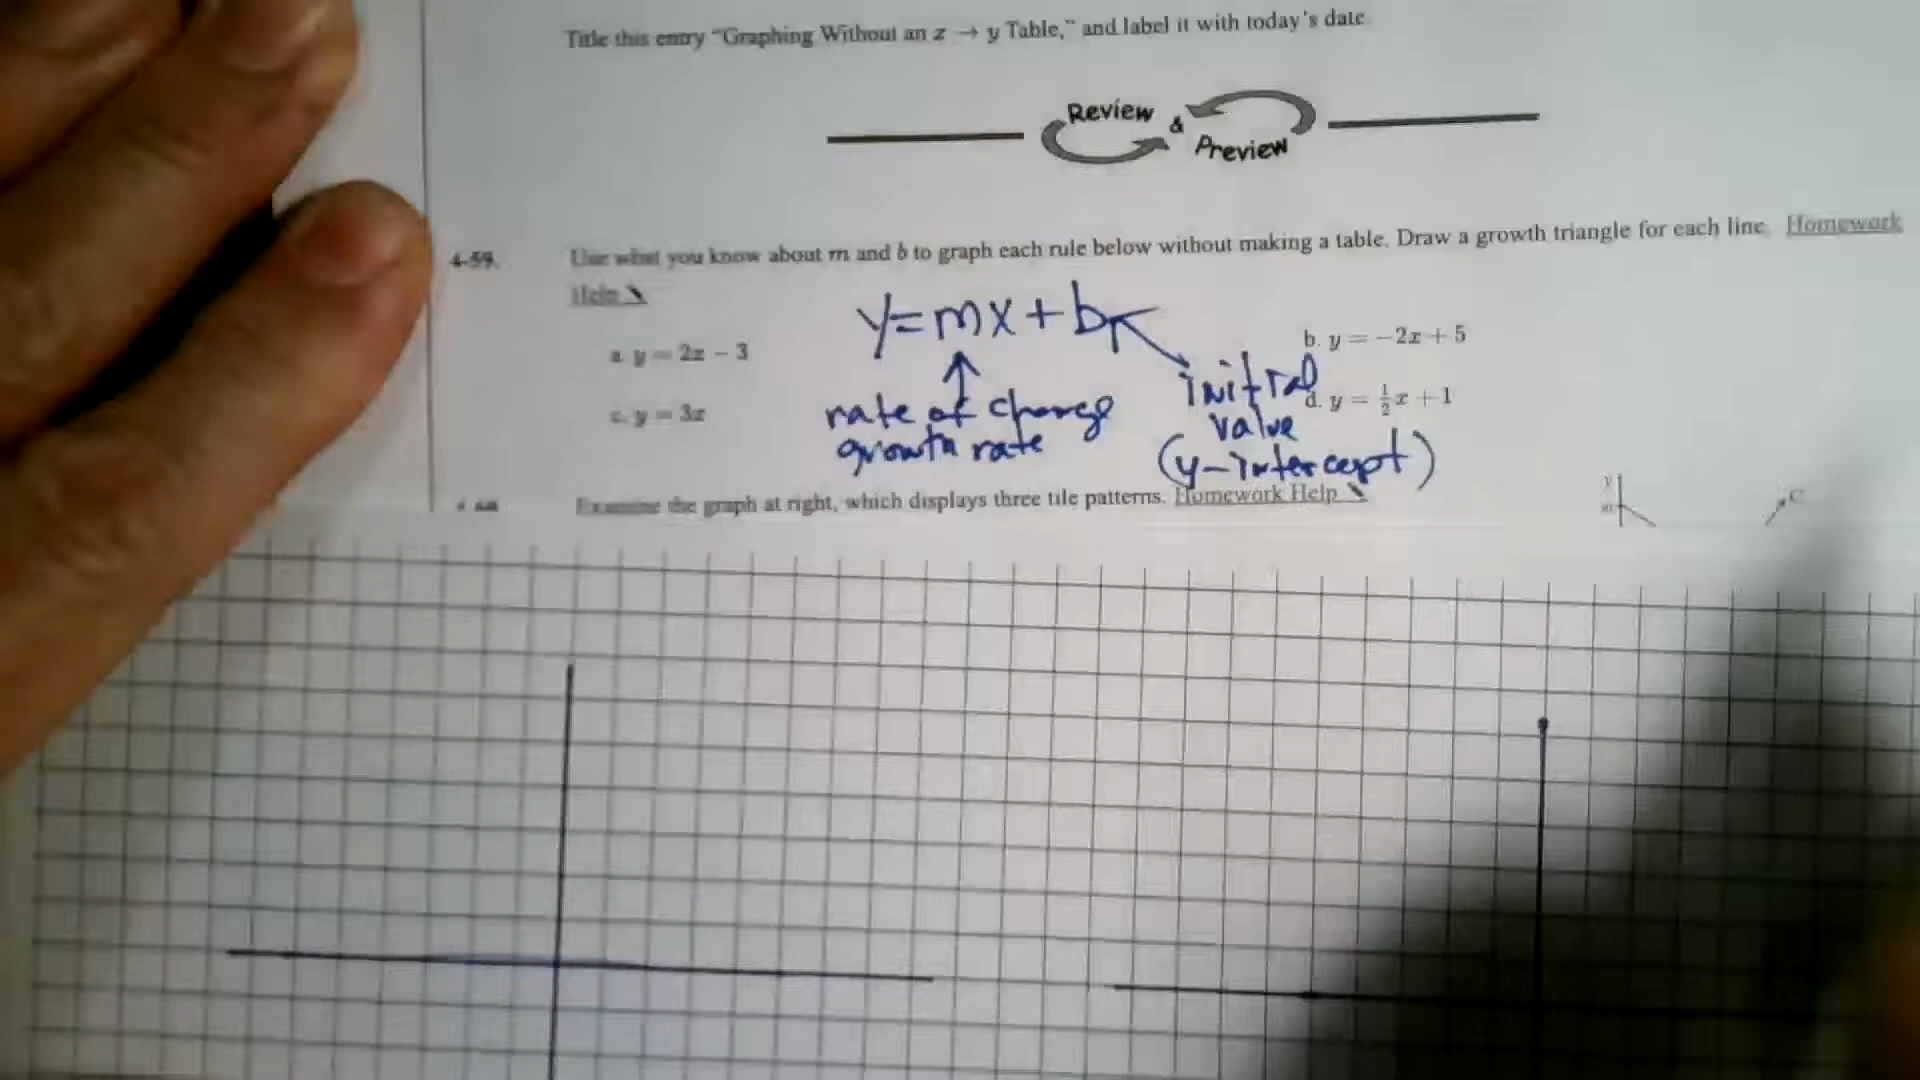 Title this entry "Graphing Without an x → y Table," and label it with today's date.
Review & Preview
4-59. Use what you know about m and b to graph each rule below without making a table. Draw a growth triangle for each line. Homework
Help
y=mx+b
a. y = 2x − 3
b. y = −2x + 5
initial
value
(y-intercept)
c. y = 3x
rate of change
growth rate
d. y = 1/2 x + 1
Examine the graph at right, which displays three tile patterns. Homework Help
y
C